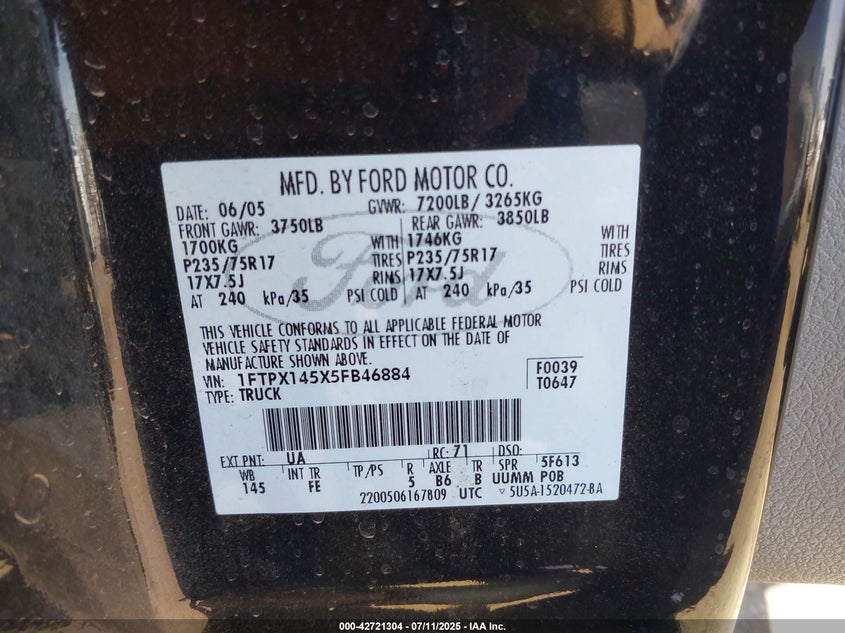 MFD. BY FORD MOTOR CO.
DATE: 06/05 GVWR: 7200LB / 3265KG
FRONT GAWR: 3750LB REAR GAWR: 3850LB
1700KG WITH 1746KG WITH
P235/75R17 TIRES P235/75R17 TIRES
17X7.5J RIMS 17X7.5J RIMS
AT 240 kPa/35 PSI COLD AT 240 kPa/35 PSI COLD
Ford
THIS VEHICLE CONFORMS TO ALL APPLICABLE FEDERAL MOTOR
VEHICLE SAFETY STANDARDS IN EFFECT ON THE DATE OF
MANUFACTURE SHOWN ABOVE.
VIN: 1FTPX145X5FB46884 F0039
TYPE: TRUCK T0647
EXT PNT: UA RC: 71 DSO:
WB INT TR TP/PS R AXLE TR SPR 5F613
145 FE 5 B6 B UUMM POB
2200506167809 UTC ▽ 5U5A-1520472-BA
000-42721304 - 07/11/2025 - IAA Inc.